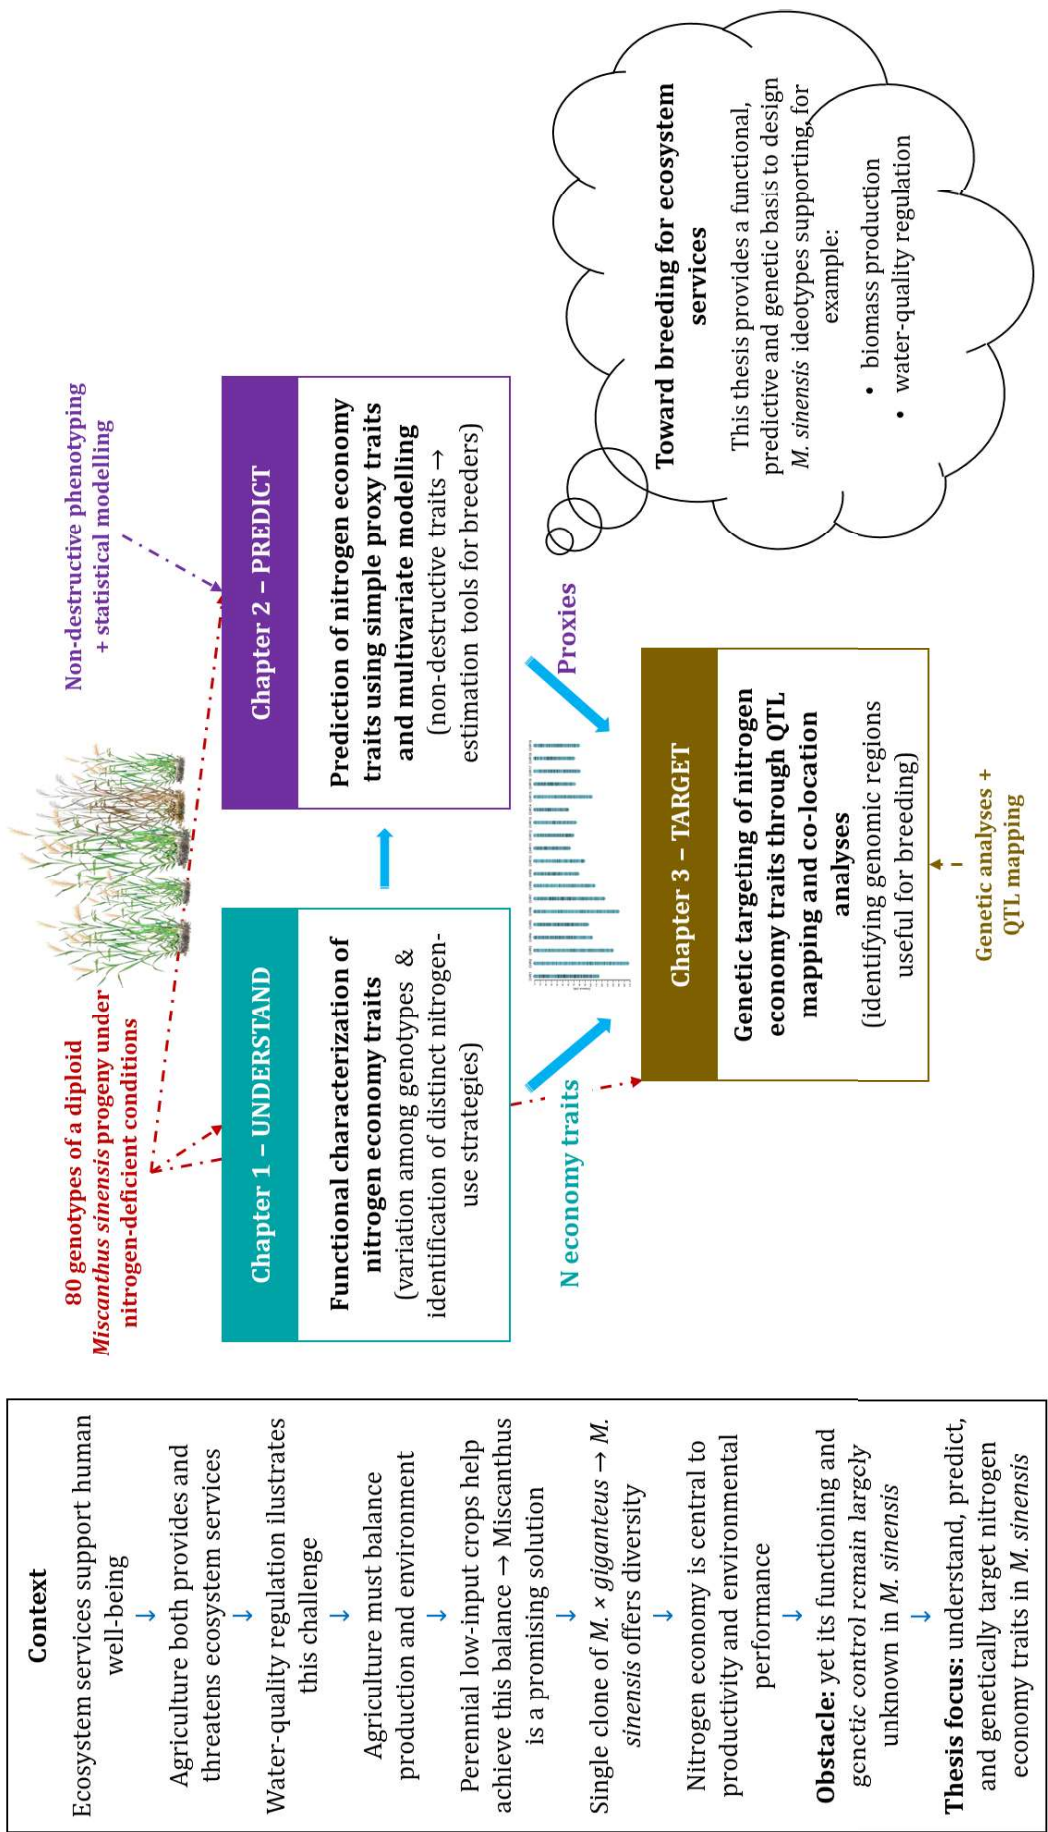 Context
Ecosystem services support human
well-being
↓
Agriculture both provides and
threatens ecosystem services
↓
Water-quality regulation ilustrates
this challenge
↓
Agriculture must balance
production and environment
↓
Perennial low-input crops help
achieve this balance → Miscanthus
is a promising solution
↓
Single clone of M. × giganteus → M.
sinensis offers diversity
↓
Nitrogen economy is central to
productivity and environmental
performance
↓
Obstacle: yet its functioning and
genctic control rcmain largcly
unknown in M. sinensis
↓
Thesis focus: understand, predict,
and genetically target nitrogen
economy traits in M. sinensis
80 genotypes of a diploid
Miscanthus sinensis progeny under
nitrogen-deficient conditions
Non-destructive phenotyping
+ statistical modelling
Chapter 1 – UNDERSTAND
Functional characterization of
nitrogen economy traits
(variation among genotypes &
identification of distinct nitrogen-
use strategies)
Chapter 2 – PREDICT
Prediction of nitrogen economy
traits using simple proxy traits
and multivariate modelling
(non-destructive traits →
estimation tools for breeders)
N economy traits
Proxies
Chapter 3 – TARGET
Genetic targeting of nitrogen
economy traits through QTL
mapping and co-location
analyses
(identifying genomic regions
useful for breeding)
Genetic analyses +
QTL mapping
Toward breeding for ecosystem
services
This thesis provides a functional,
predictive and genetic basis to design
M. sinensis ideotypes supporting, for
example:
• biomass production
• water-quality regulation